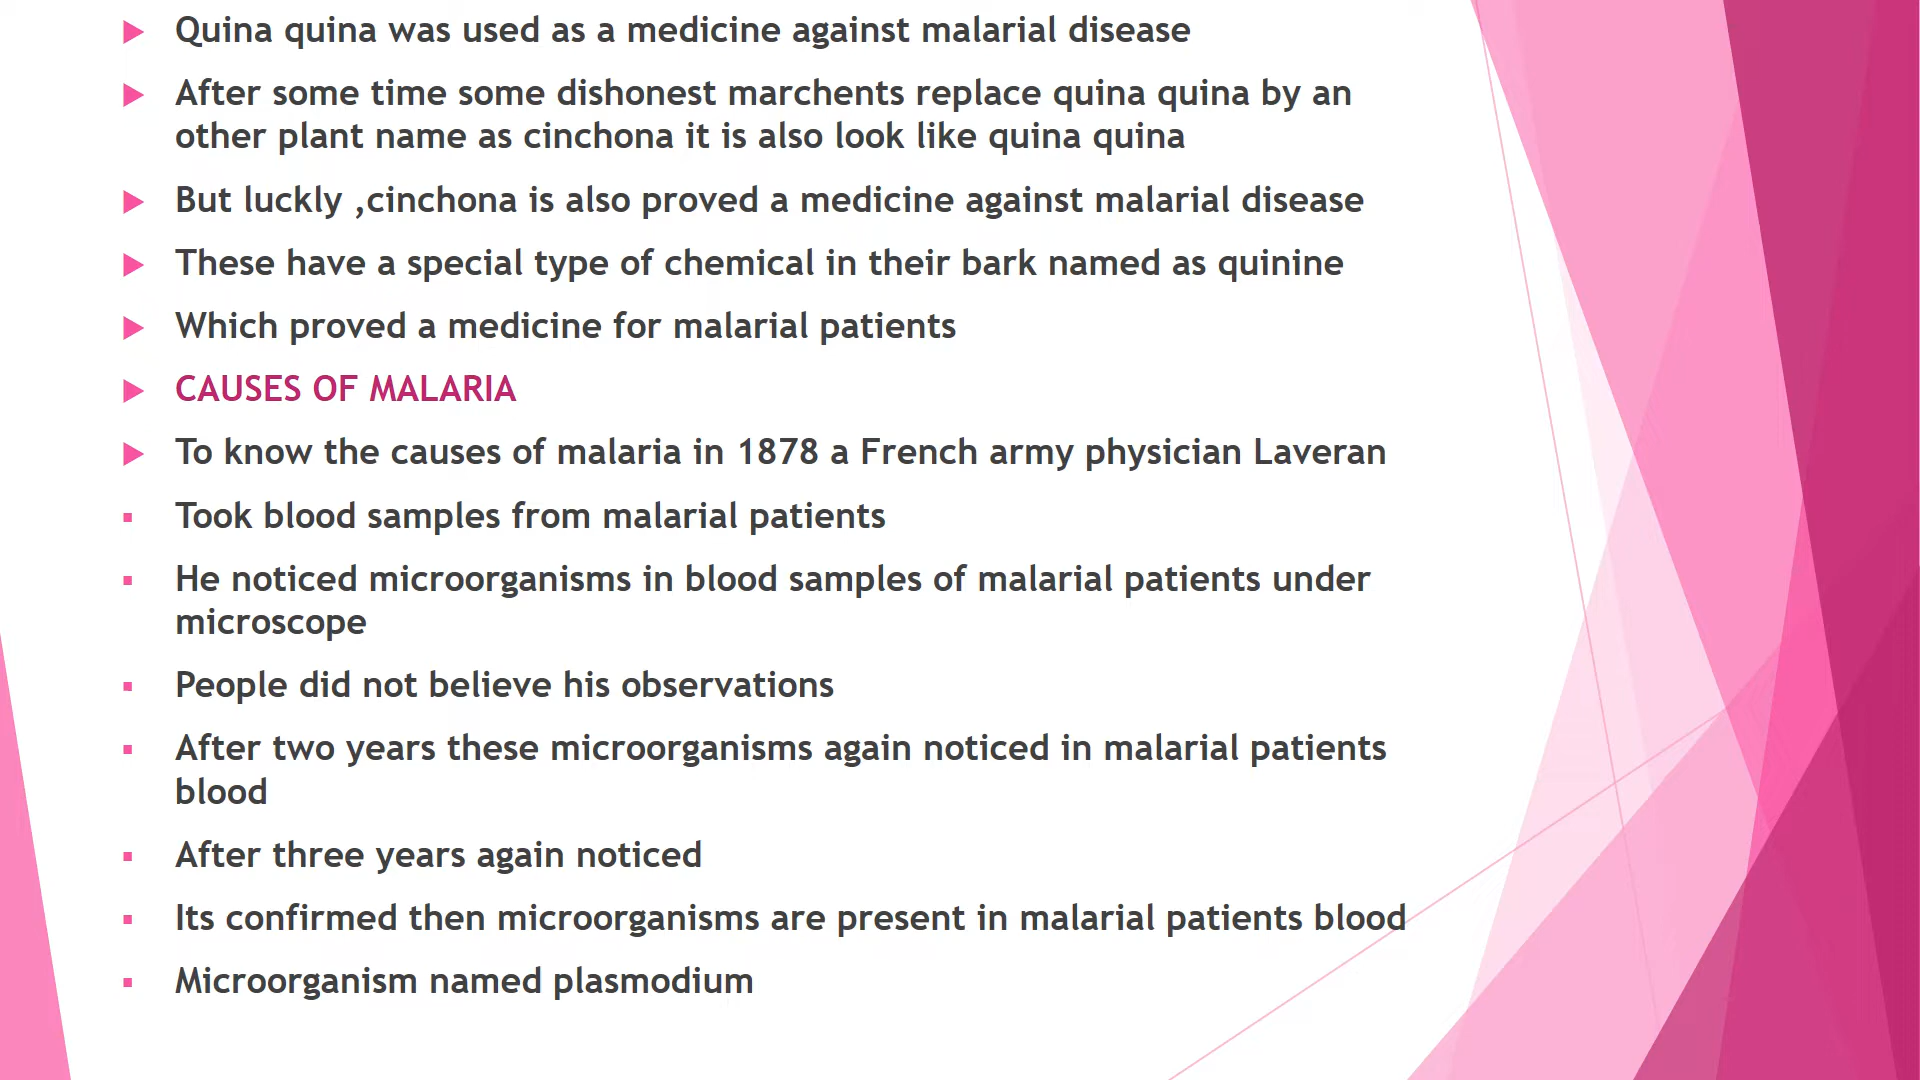 Quina quina was used as a medicine against malarial disease
After some time some dishonest marchents replace quina quina by an
other plant name as cinchona it is also look like quina quina
But luckly ,cinchona is also proved a medicine against malarial disease
These have a special type of chemical in their bark named as quinine
Which proved a medicine for malarial patients
CAUSES OF MALARIA
To know the causes of malaria in 1878 a French army physician Laveran
Took blood samples from malarial patients
He noticed microorganisms in blood samples of malarial patients under
microscope
People did not believe his observations
After two years these microorganisms again noticed in malarial patients
blood
After three years again noticed
Its confirmed then microorganisms are present in malarial patients blood
Microorganism named plasmodium